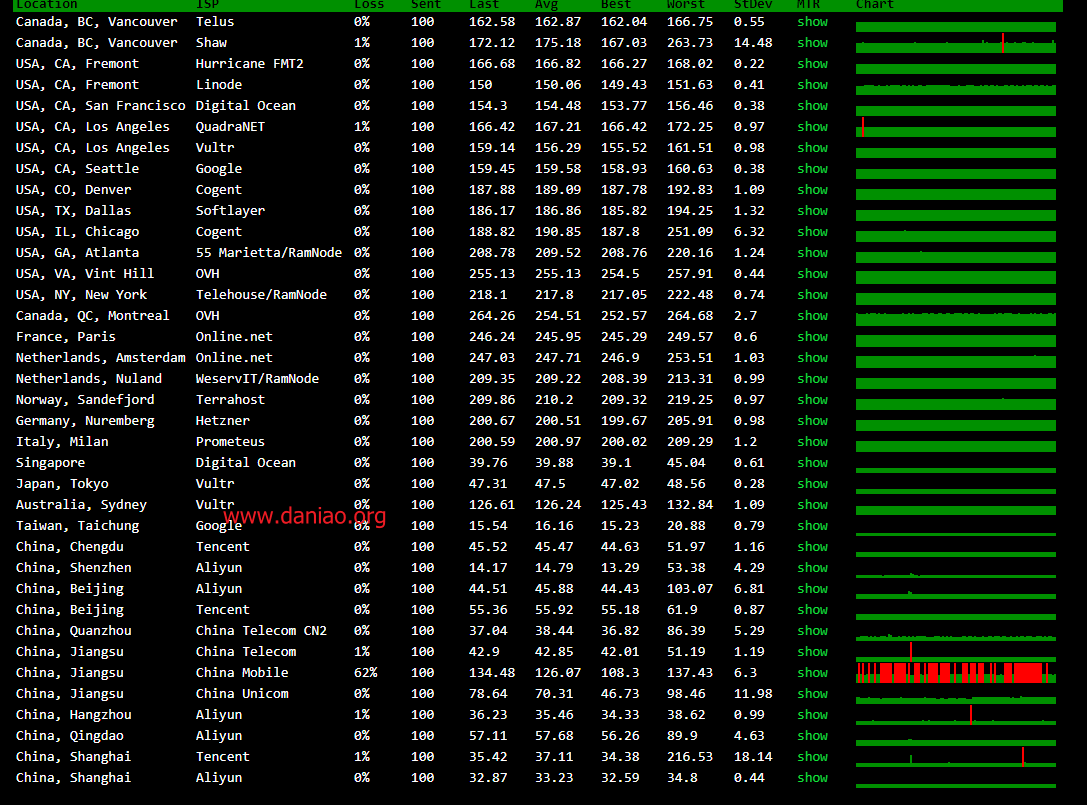 Location ISP Loss Sent Last Avg Best Worst StDev MTR Chart
Canada, BC, Vancouver Telus 0% 100 162.58 162.87 162.04 166.75 0.55 show
Canada, BC, Vancouver Shaw 1% 100 172.12 175.18 167.03 263.73 14.48 show
USA, CA, Fremont Hurricane FMT2 0% 100 166.68 166.82 166.27 168.02 0.22 show
USA, CA, Fremont Linode 0% 100 150 150.06 149.43 151.63 0.41 show
USA, CA, San Francisco Digital Ocean 0% 100 154.3 154.48 153.77 156.46 0.38 show
USA, CA, Los Angeles QuadraNET 1% 100 166.42 167.21 166.42 172.25 0.97 show
USA, CA, Los Angeles Vultr 0% 100 159.14 156.29 155.52 161.51 0.98 show
USA, CA, Seattle Google 0% 100 159.45 159.58 158.93 160.63 0.38 show
USA, CO, Denver Cogent 0% 100 187.88 189.09 187.78 192.83 1.09 show
USA, TX, Dallas Softlayer 0% 100 186.17 186.86 185.82 194.25 1.32 show
USA, IL, Chicago Cogent 0% 100 188.82 190.85 187.8 251.09 6.32 show
USA, GA, Atlanta 55 Marietta/RamNode 0% 100 208.78 209.52 208.76 220.16 1.24 show
USA, VA, Vint Hill OVH 0% 100 255.13 255.13 254.5 257.91 0.44 show
USA, NY, New York Telehouse/RamNode 0% 100 218.1 217.8 217.05 222.48 0.74 show
Canada, QC, Montreal OVH 0% 100 264.26 254.51 252.57 264.68 2.7 show
France, Paris Online.net 0% 100 246.24 245.95 245.29 249.57 0.6 show
Netherlands, Amsterdam Online.net 0% 100 247.03 247.71 246.9 253.51 1.03 show
Netherlands, Nuland WeservIT/RamNode 0% 100 209.35 209.22 208.39 213.31 0.99 show
Norway, Sandefjord Terrahost 0% 100 209.86 210.2 209.32 219.25 0.97 show
Germany, Nuremberg Hetzner 0% 100 200.67 200.51 199.67 205.91 0.98 show
Italy, Milan Prometeus 0% 100 200.59 200.97 200.02 209.29 1.2 show
Singapore Digital Ocean 0% 100 39.76 39.88 39.1 45.04 0.61 show
Japan, Tokyo Vultr 0% 100 47.31 47.5 47.02 48.56 0.28 show
Australia, Sydney Vultr 0% 100 126.61 126.24 125.43 132.84 1.09 show
www.daniao.org
Taiwan, Taichung Google 0% 100 15.54 16.16 15.23 20.88 0.79 show
China, Chengdu Tencent 0% 100 45.52 45.47 44.63 51.97 1.16 show
China, Shenzhen Aliyun 0% 100 14.17 14.79 13.29 53.38 4.29 show
China, Beijing Aliyun 0% 100 44.51 45.88 44.43 103.07 6.81 show
China, Beijing Tencent 0% 100 55.36 55.92 55.18 61.9 0.87 show
China, Quanzhou China Telecom CN2 0% 100 37.04 38.44 36.82 86.39 5.29 show
China, Jiangsu China Telecom 1% 100 42.9 42.85 42.01 51.19 1.19 show
China, Jiangsu China Mobile 62% 100 134.48 126.07 108.3 137.43 6.3 show
China, Jiangsu China Unicom 0% 100 78.64 70.31 46.73 98.46 11.98 show
China, Hangzhou Aliyun 1% 100 36.23 35.46 34.33 38.62 0.99 show
China, Qingdao Aliyun 0% 100 57.11 57.68 56.26 89.9 4.63 show
China, Shanghai Tencent 1% 100 35.42 37.11 34.38 216.53 18.14 show
China, Shanghai Aliyun 0% 100 32.87 33.23 32.59 34.8 0.44 show